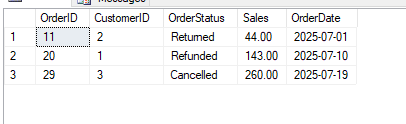 Messages
OrderID CustomerID OrderStatus Sales OrderDate
1 11 2 Returned 44.00 2025-07-01
2 20 1 Refunded 143.00 2025-07-10
3 29 3 Cancelled 260.00 2025-07-19